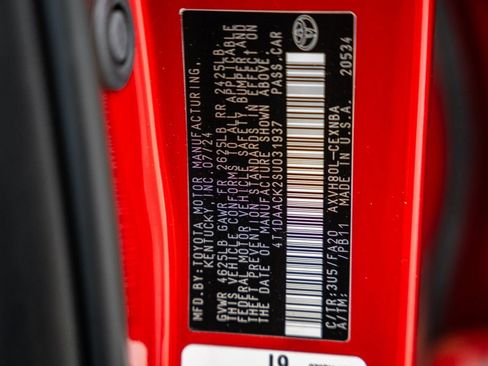 MFD.BY:TOYOTA MOTOR MANUFACTURING,
KENTUCKY, INC. 07/24
GVWR 4625LB GAWR FR 2625LB RR 2425LB
THIS VEHICLE CONFORMS TO ALL APPLICABLE
FEDERAL MOTOR VEHICLE SAFETY, BUMPER, AND
THEFT PREVENTION STANDARDS IN EFFECT ON
THE DATE OF MANUFACTURE SHOWN ABOVE.
4T1DAACK2SU031937 PASS.CAR
C/TR:3U5/FA20 AXVH80L-CEXNBA
A/TM: /PB11 MADE IN U.S.A. 20534
61